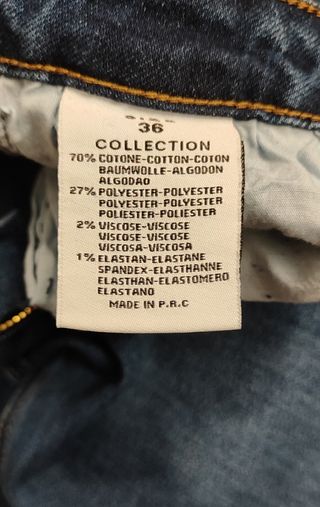 SIZE
36
COLLECTION
70% COTONE-COTTON-COTON
BAUMWOLLE-ALGODON
ALGODAO
27% POLYESTER-POLYESTER
POLYESTER-POLYESTER
POLIESTER-POLIESTER
2% VISCOSE-VISCOSE
VISCOSE-VISCOSE
VISCOSA-VISCOSA
1% ELASTAN-ELASTANE
SPANDEX-ELASTHANNE
ELASTHAN-ELASTOMERO
ELASTANO
MADE IN P.R.C